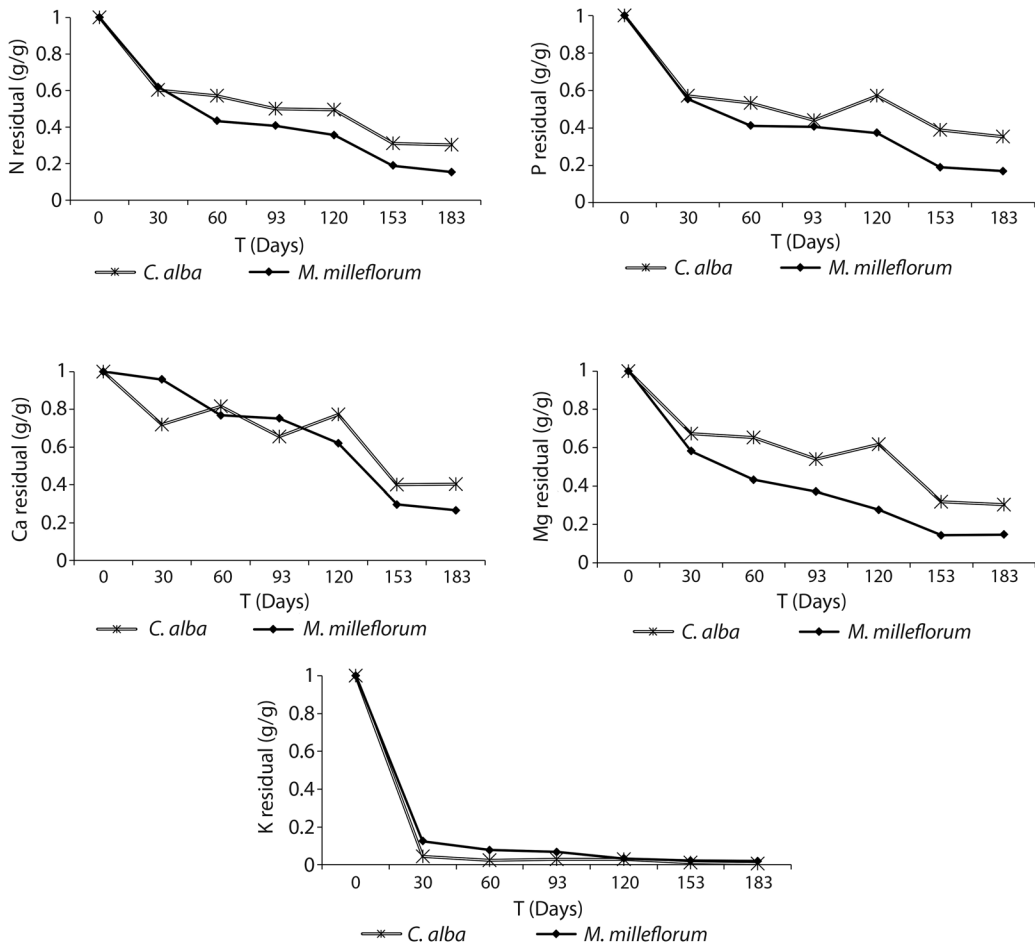 N residual (g/g)
1
0.8
0.6
0.4
0.2
0
0 30 60 93 120 153 183
T (Days)
C. alba M. milleflorum
P residual (g/g)
1
0.8
0.6
0.4
0.2
0
0 30 60 93 120 153 183
T (Days)
C. alba M. milleflorum
Ca residual (g/g)
1
0.8
0.6
0.4
0.2
0
0 30 60 93 120 153 183
T (Days)
C. alba M. milleflorum
Mg residual (g/g)
1
0.8
0.6
0.4
0.2
0
0 30 60 93 120 153 183
T (Days)
C. alba M. milleflorum
K residual (g/g)
1
0.8
0.6
0.4
0.2
0
0 30 60 93 120 153 183
T (Days)
C. alba M. milleflorum